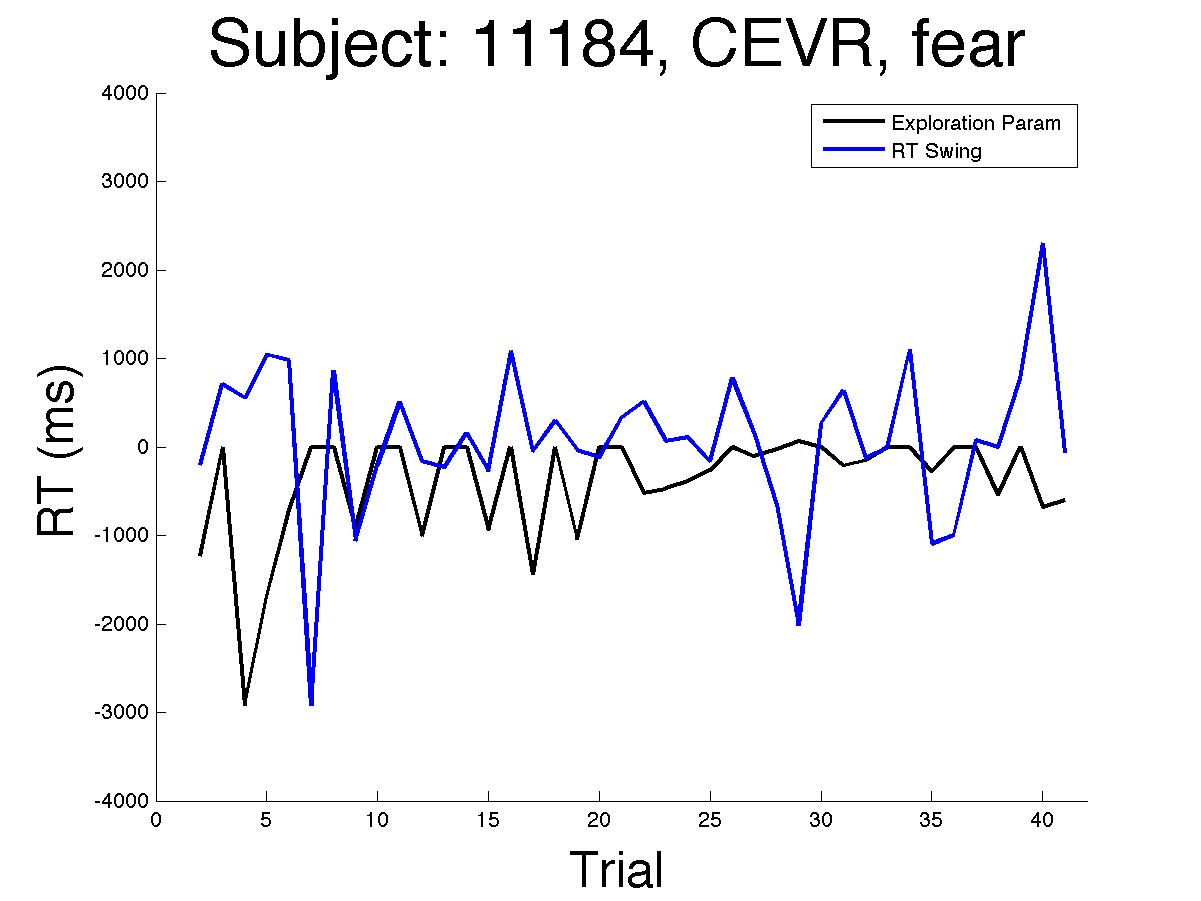 Subject: 11184, CEVR, fear
Exploration Param
RT Swing
4000
3000
2000
1000
0
-1000
-2000
-3000
-4000
RT (ms)
0 5 10 15 20 25 30 35 40
Trial